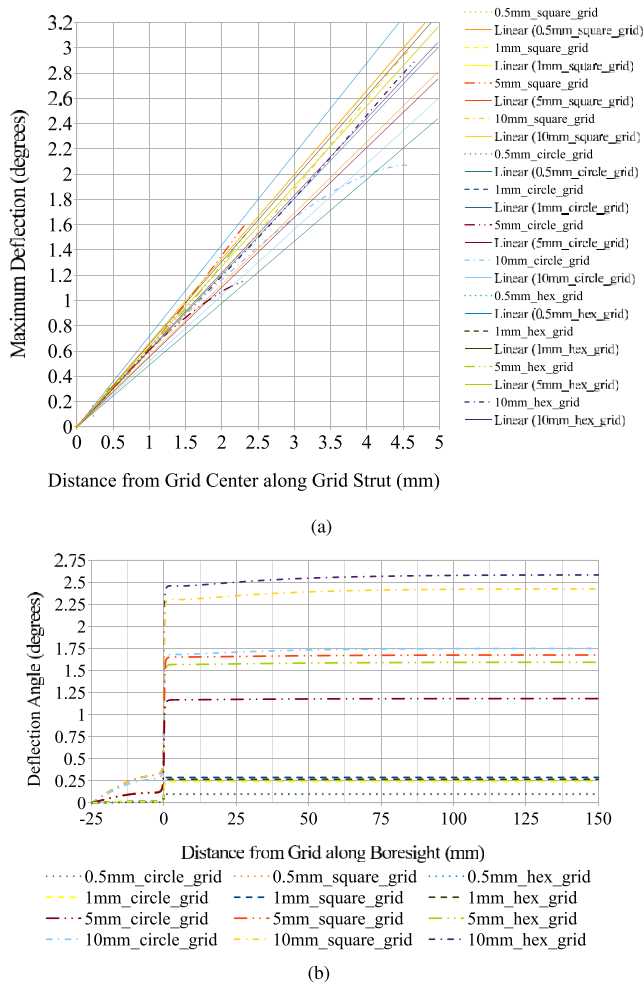 3.2
3
2.8
2.6
2.4
2.2
2
1.8
1.6
1.4
1.2
1
0.8
0.6
0.4
0.2
0
Maximum Deflection (degrees)
0 0.5 1 1.5 2 2.5 3 3.5 4 4.5 5
Distance from Grid Center along Grid Strut (mm)
0.5mm_square_grid
Linear (0.5mm_square_grid)
1mm_square_grid
Linear (1mm_square_grid)
5mm_square_grid
Linear (5mm_square_grid)
10mm_square_grid
Linear (10mm_square_grid)
0.5mm_circle_grid
Linear (0.5mm_circle_grid)
1mm_circle_grid
Linear (1mm_circle_grid)
5mm_circle_grid
Linear (5mm_circle_grid)
10mm_circle_grid
Linear (10mm_circle_grid)
0.5mm_hex_grid
Linear (0.5mm_hex_grid)
1mm_hex_grid
Linear (1mm_hex_grid)
5mm_hex_grid
Linear (5mm_hex_grid)
10mm_hex_grid
Linear (10mm_hex_grid)
(a)
2.75
2.5
2.25
2
1.75
1.5
1.25
1
0.75
0.5
0.25
0
Deflection Angle (degrees)
-25 0 25 50 75 100 125 150
Distance from Grid along Boresight (mm)
0.5mm_circle_grid 0.5mm_square_grid 0.5mm_hex_grid
1mm_circle_grid 1mm_square_grid 1mm_hex_grid
5mm_circle_grid 5mm_square_grid 5mm_hex_grid
10mm_circle_grid 10mm_square_grid 10mm_hex_grid
(b)